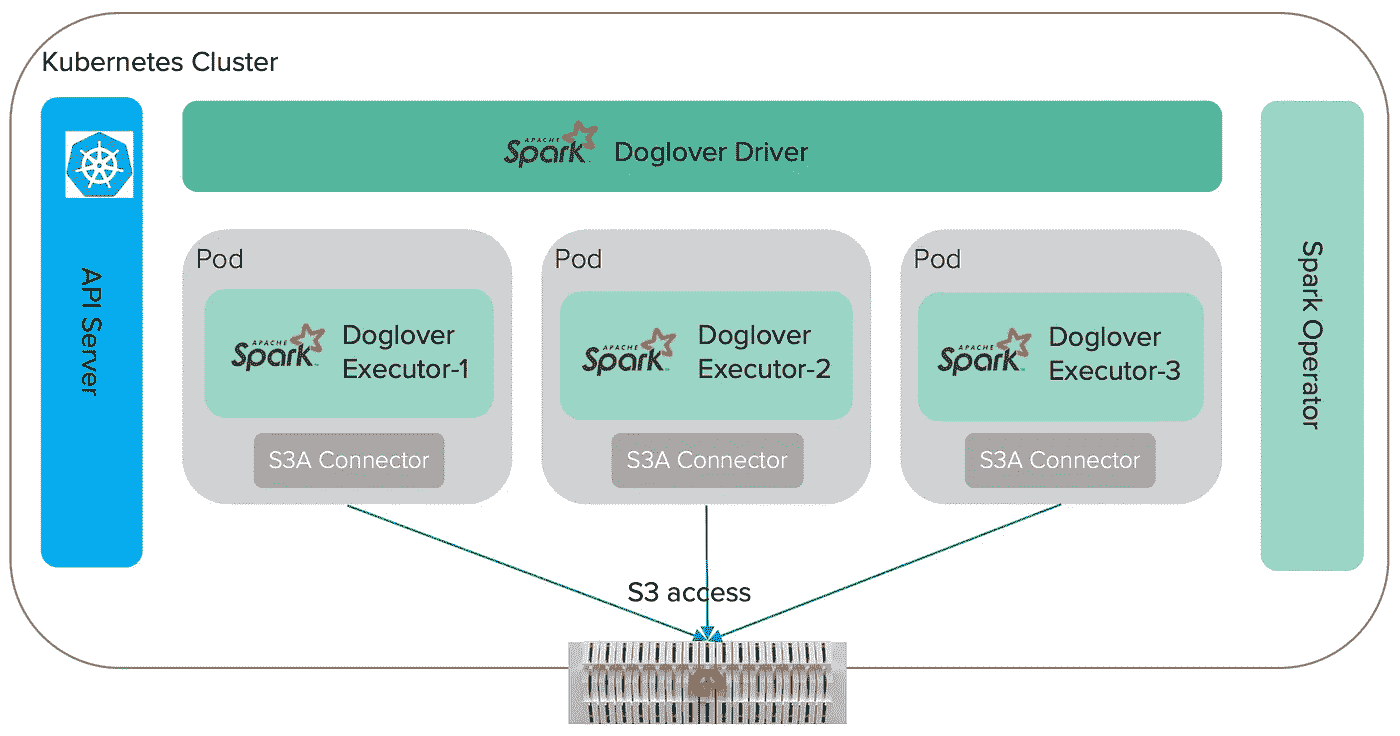 Kubernetes Cluster
API Server
APACHE
Spark
Doglover Driver
Spark Operator
Pod
APACHE
Spark
Doglover
Executor-1
S3A Connector
Pod
APACHE
Spark
Doglover
Executor-2
S3A Connector
Pod
APACHE
Spark
Doglover
Executor-3
S3A Connector
S3 access